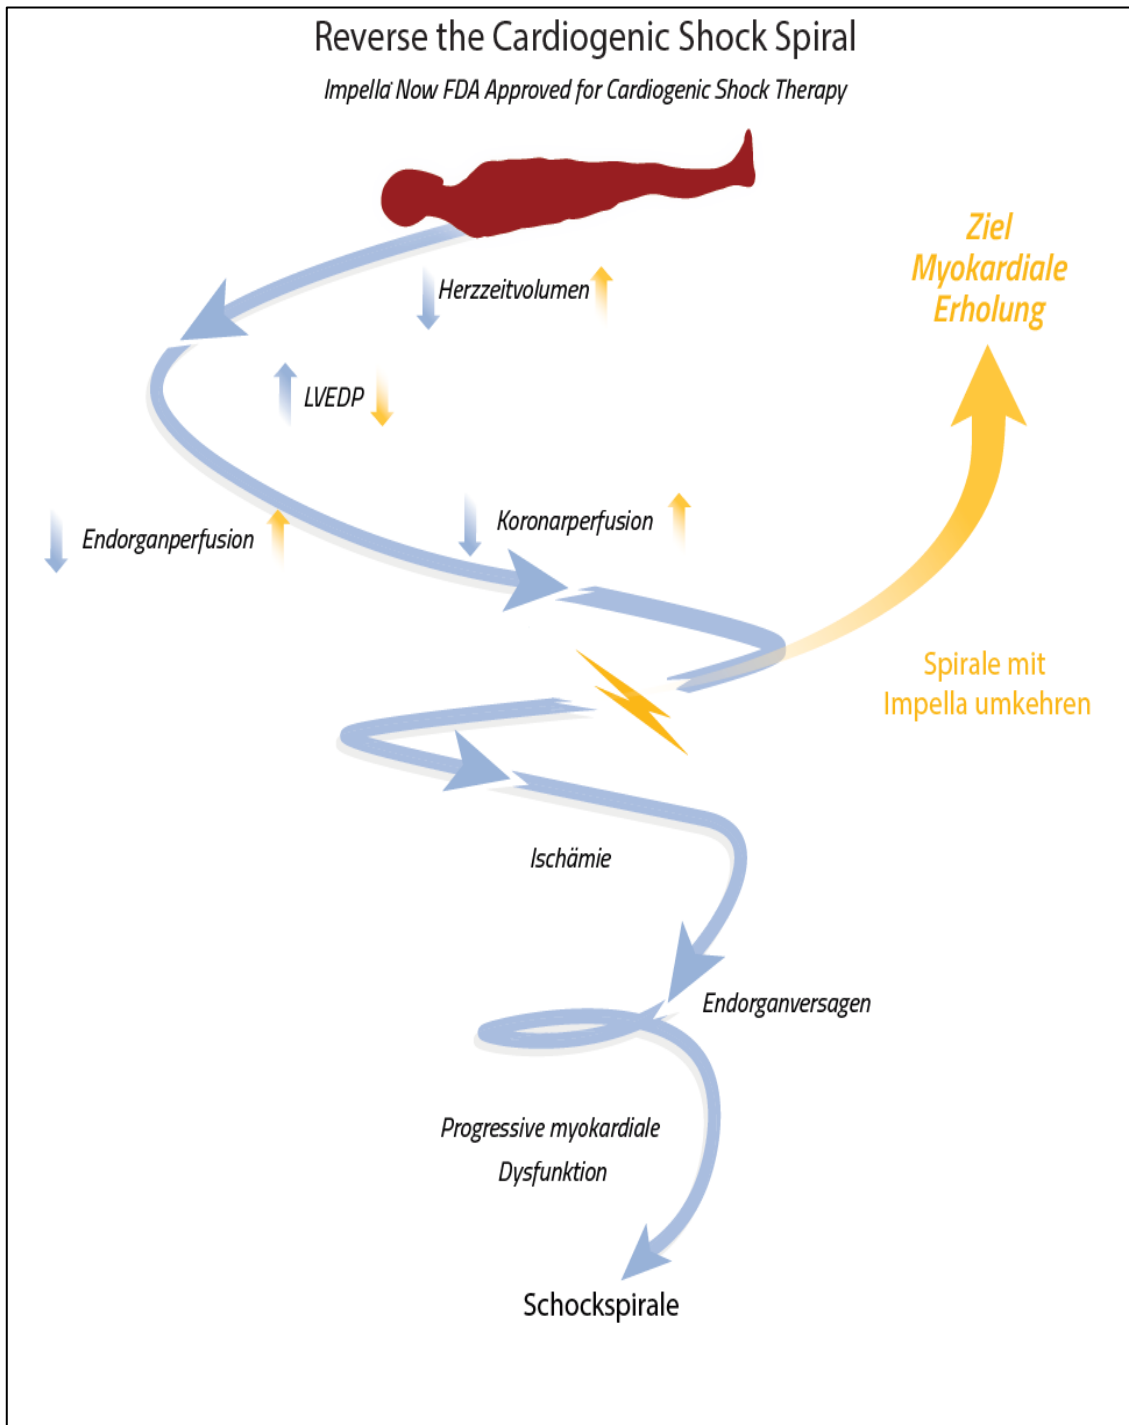 Reverse the Cardiogenic Shock Spiral
Impella Now FDA Approved for Cardiogenic Shock Therapy
Ziel
Myokardiale
Erholung
Herzzeitvolumen
LVEDP
Koronarperfusion
Endorganperfusion
Spirale mit
Impella umkehren
Ischämie
Endorganversagen
Progressive myokardiale
Dysfunktion
Schockspirale